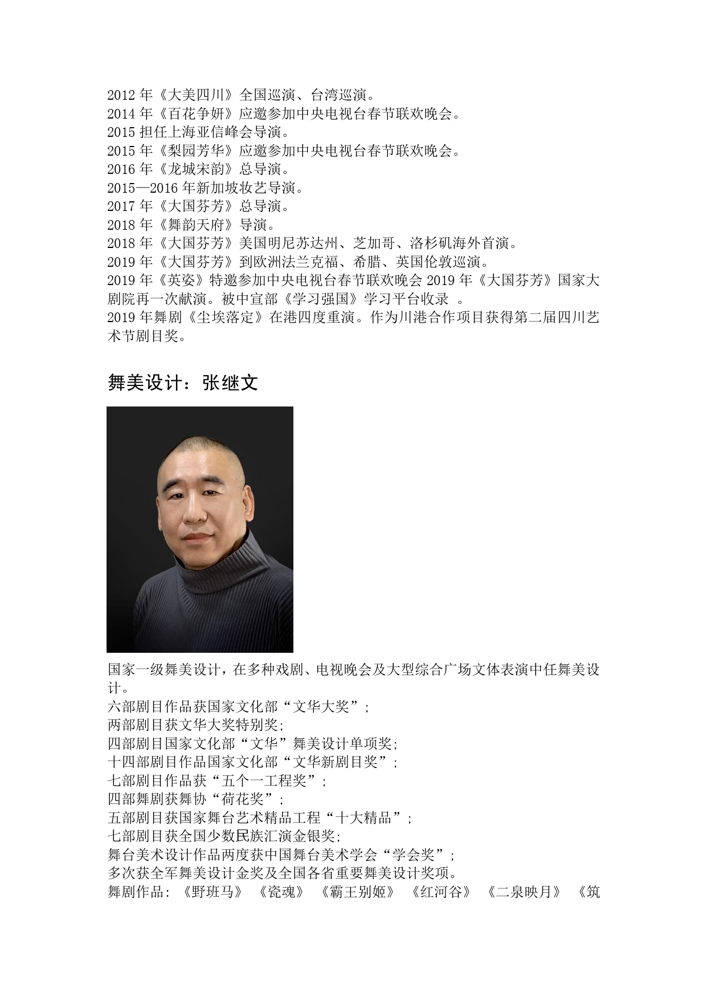 2012 年《大美四川》全国巡演、台湾巡演。
2014 年《百花争妍》应邀参加中央电视台春节联欢晚会。
2015 担任上海亚信峰会导演。
2015 年《梨园芳华》应邀参加中央电视台春节联欢晚会。
2016 年《龙城宋韵》总导演。
2015—2016 年新加坡妆艺导演。
2017 年《大国芬芳》总导演。
2018 年《舞韵天府》导演。
2018 年《大国芬芳》美国明尼苏达州、芝加哥、洛杉矶海外首演。
2019 年《大国芬芳》到欧洲法兰克福、希腊、英国伦敦巡演。
2019 年《英姿》特邀参加中央电视台春节联欢晚会 2019 年《大国芬芳》国家大
剧院再一次献演。被中宣部《学习强国》学习平台收录 。
2019 年舞剧《尘埃落定》在港四度重演。作为川港合作项目获得第二届四川艺
术节剧目奖。
舞美设计：张继文
国家一级舞美设计，在多种戏剧、电视晚会及大型综合广场文体表演中任舞美设
计。
六部剧目作品获国家文化部“文华大奖”;
两部剧目获文华大奖特别奖;
四部剧目国家文化部“文华”舞美设计单项奖;
十四部剧目作品国家文化部“文华新剧目奖”;
七部剧目作品获“五个一工程奖”;
四部舞剧获舞协“荷花奖”;
五部剧目获国家舞台艺术精品工程“十大精品”;
七部剧目获全国少数民族汇演金银奖;
舞台美术设计作品两度获中国舞台美术学会“学会奖”;
多次获全军舞美设计金奖及全国各省重要舞美设计奖项。
舞剧作品: 《野班马》 《瓷魂》 《霸王别姬》 《红河谷》 《二泉映月》 《筑